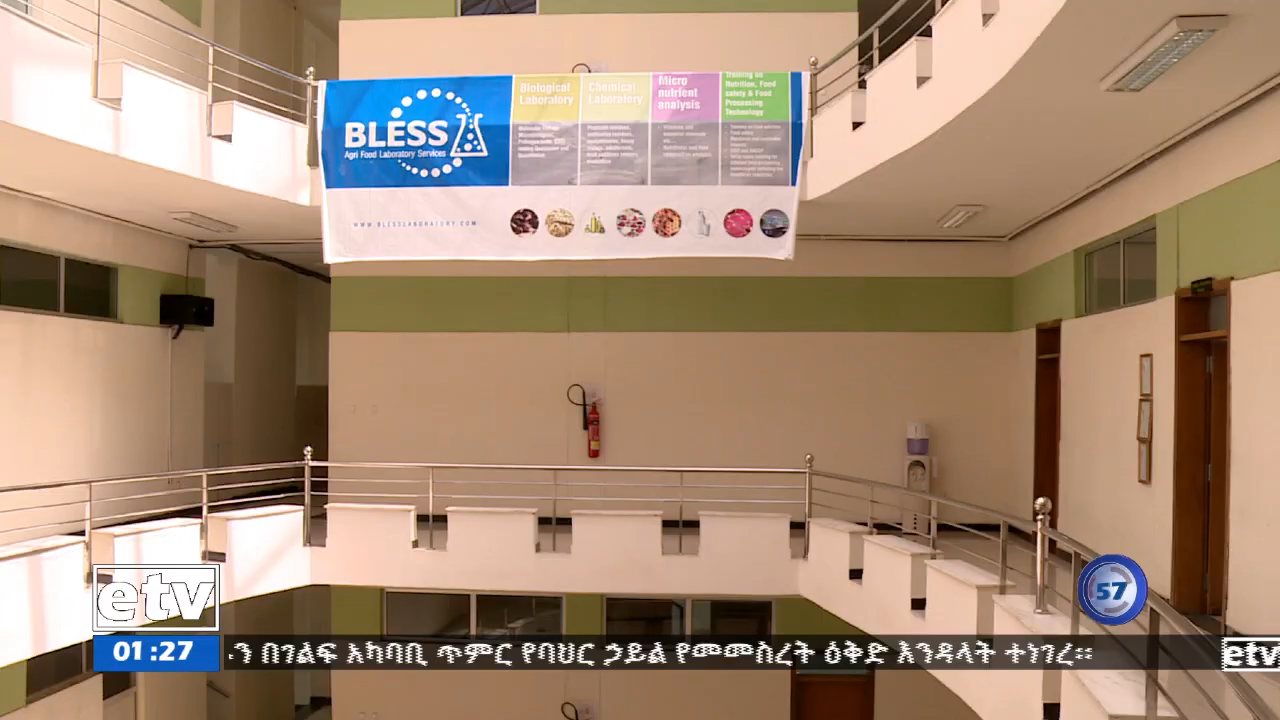 BLESS
Agri Food Laboratory Services
Biological
Laboratory
Chemical
Laboratory
Micro
nutrient
analysis
Training on
Nutrition, Food
safety & Food
Processing
Technology
WWW.BLESSLABORATORY.COM
etv
57
01:27
ን በገልፍ አካባቢ ጥምር የባህር ኃይል የመመስረት ዕቅድ እንዳላት ተነገረ።
etv